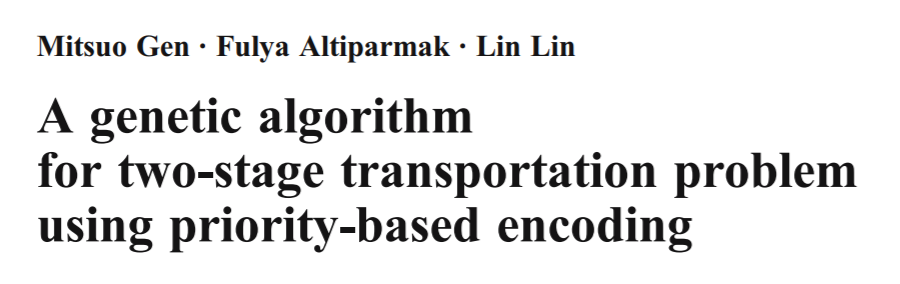 Mitsuo Gen · Fulya Altiparmak · Lin Lin
A genetic algorithm
for two-stage transportation problem
using priority-based encoding